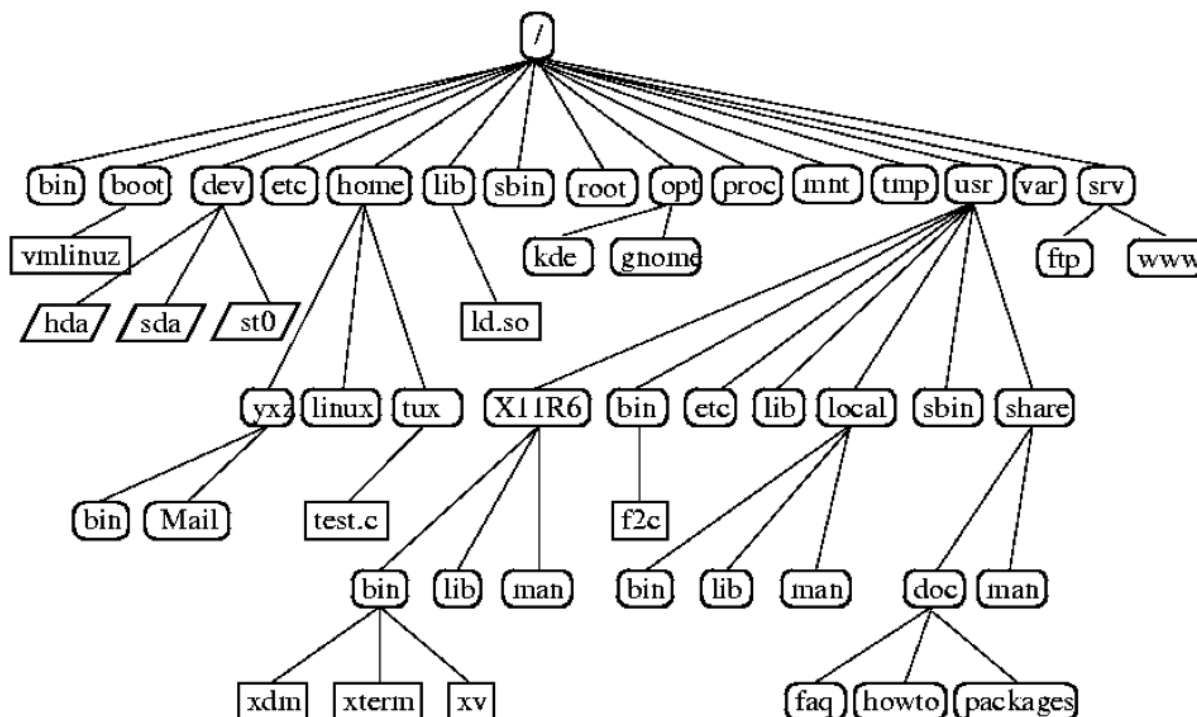 /
bin boot dev etc home lib sbin root opt proc mnt tmp usr var srv
vmlinuz kde gnome ftp www
hda sda st0 ld.so
yxz linux tux X11R6 bin etc lib local sbin share
bin Mail test.c f2c
bin lib man bin lib man doc man
xdm xterm xv faq howto packages